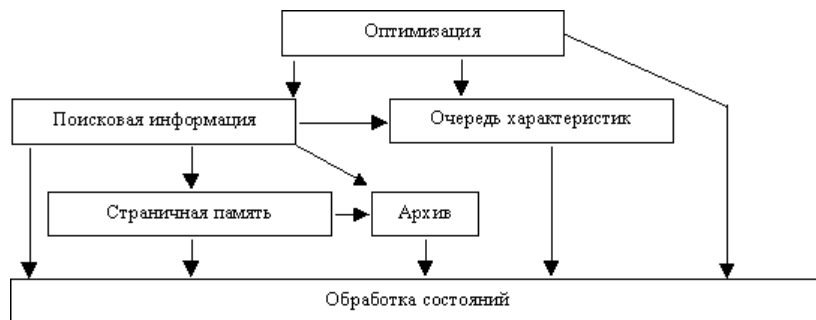 Оптимизация
Поисковая информация
Очередь характеристик
Страничная память
Архив
Обработка состояний